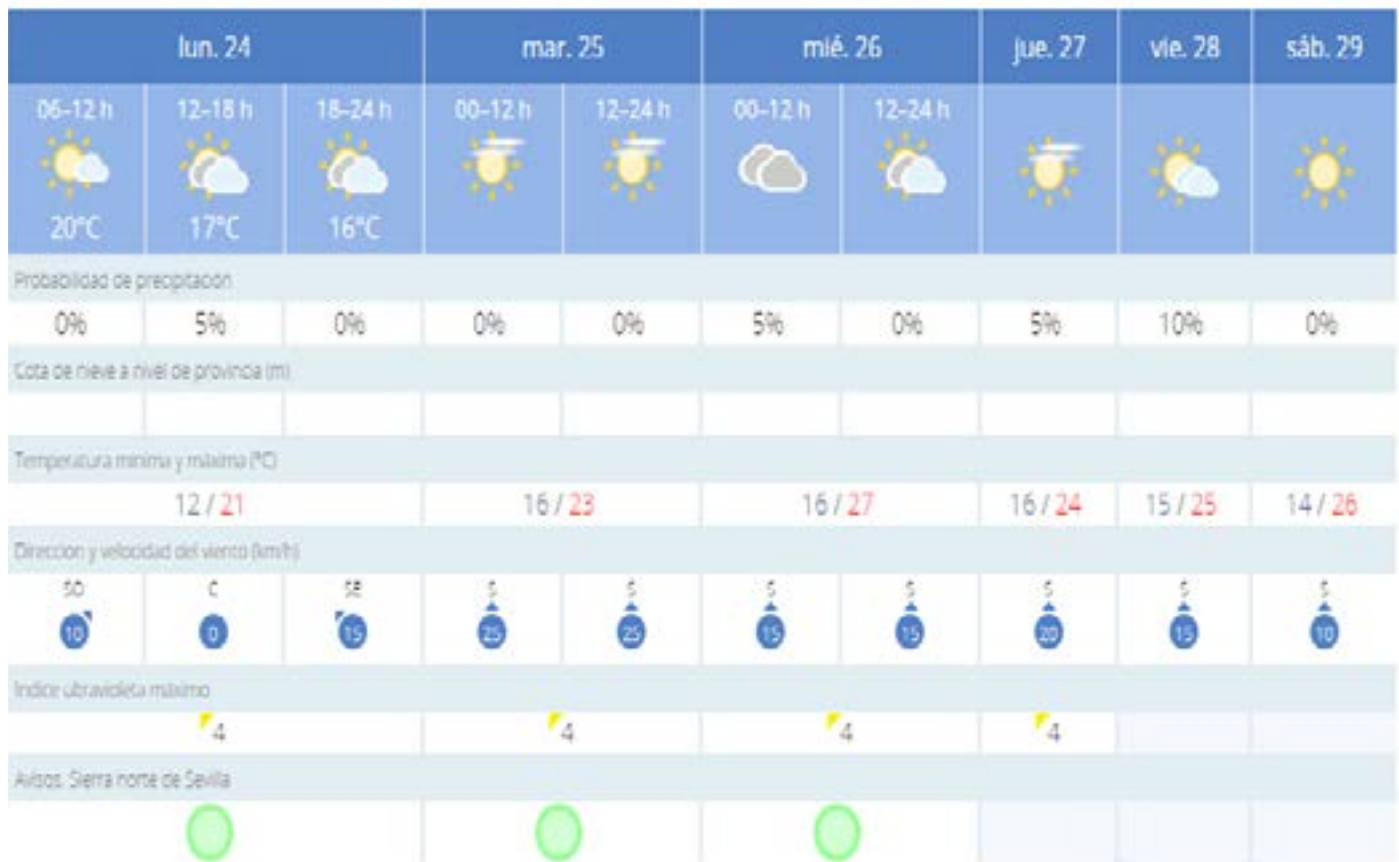 lun. 24 mar. 25 mié. 26 jue. 27 vie. 28 sáb. 29
06-12 h 12-18 h 18-24 h 00-12 h 12-24 h 00-12 h 12-24 h
20°C 17°C 16°C
Probabilidad de precipitación
0% 5% 0% 0% 0% 5% 0% 5% 10% 0%
Cota de nieve a nivel de provincia (m)
Temperatura mínima y máxima (°C)
12 / 21 16 / 23 16 / 27 16 / 24 15 / 25 14 / 26
Dirección y velocidad del viento (km/h)
SO C SE S S S S S S S
10 0 15 25 25 15 15 20 15 10
Indice ultravioleta máximo
4 4 4 4
Avisos. Sierra norte de Sevilla